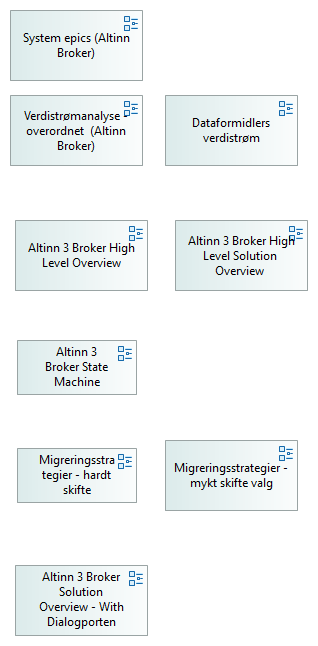 System epics (Altinn
Broker)
Verdistrømanalyse -
overordnet  (Altinn
Broker)
Dataformidlers
verdistrøm
Altinn 3 Broker High
Level Overview
Altinn 3 Broker High
Level Solution
Overview
Altinn 3
Broker State
Machine
Migreringsstra
tegier - hardt
skifte
Migreringsstrategier -
mykt skifte valg
Altinn 3 Broker
Solution
Overview - With
Dialogporten